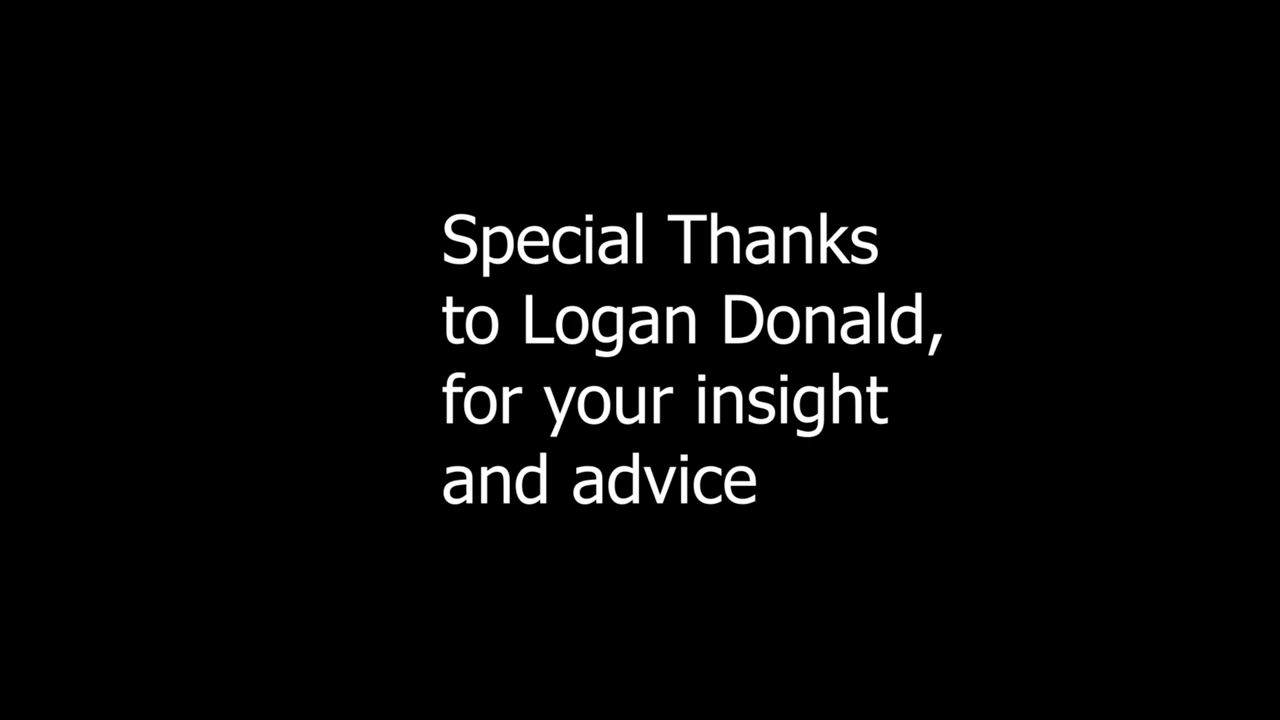 Special Thanks
to Logan Donald,
for your insight
and advice